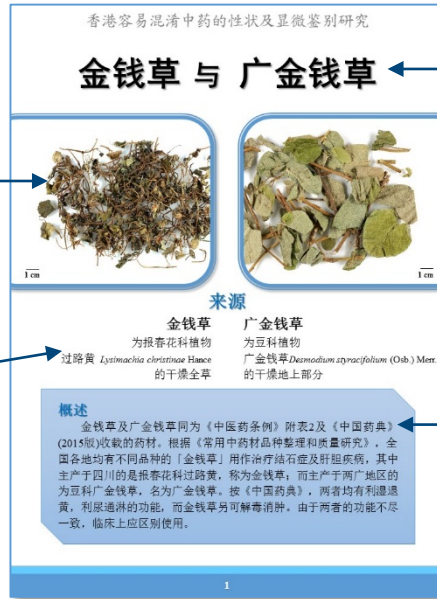 香港容易混淆中药的性状及显微鉴别研究
金钱草 与 广金钱草
1 cm
1 cm
来源
金钱草
为报春花科植物
过路黄 Lysimachia christinae Hance
的干燥全草
广金钱草
为豆科植物
广金钱草Desmodium styracifolium (Osb.) Merr.
的干燥地上部分
概述
金钱草及广金钱草同为《中医药条例》附表2及《中国药典》
(2015版)收载的药材。根据《常用中药材品种整理和质量研究》，全
国各地均有不同品种的「金钱草」用作治疗结石症及肝胆疾病，其中
主产于四川的是报春花科过路黄，称为金钱草；而主产于两广地区的
为豆科广金钱草，名为广金钱草。按《中国药典》，两者均有利湿退
黄，利尿通淋的功能，而金钱草另可解毒消肿。由于两者的功能不尽
一致，临床上应区别使用。
1